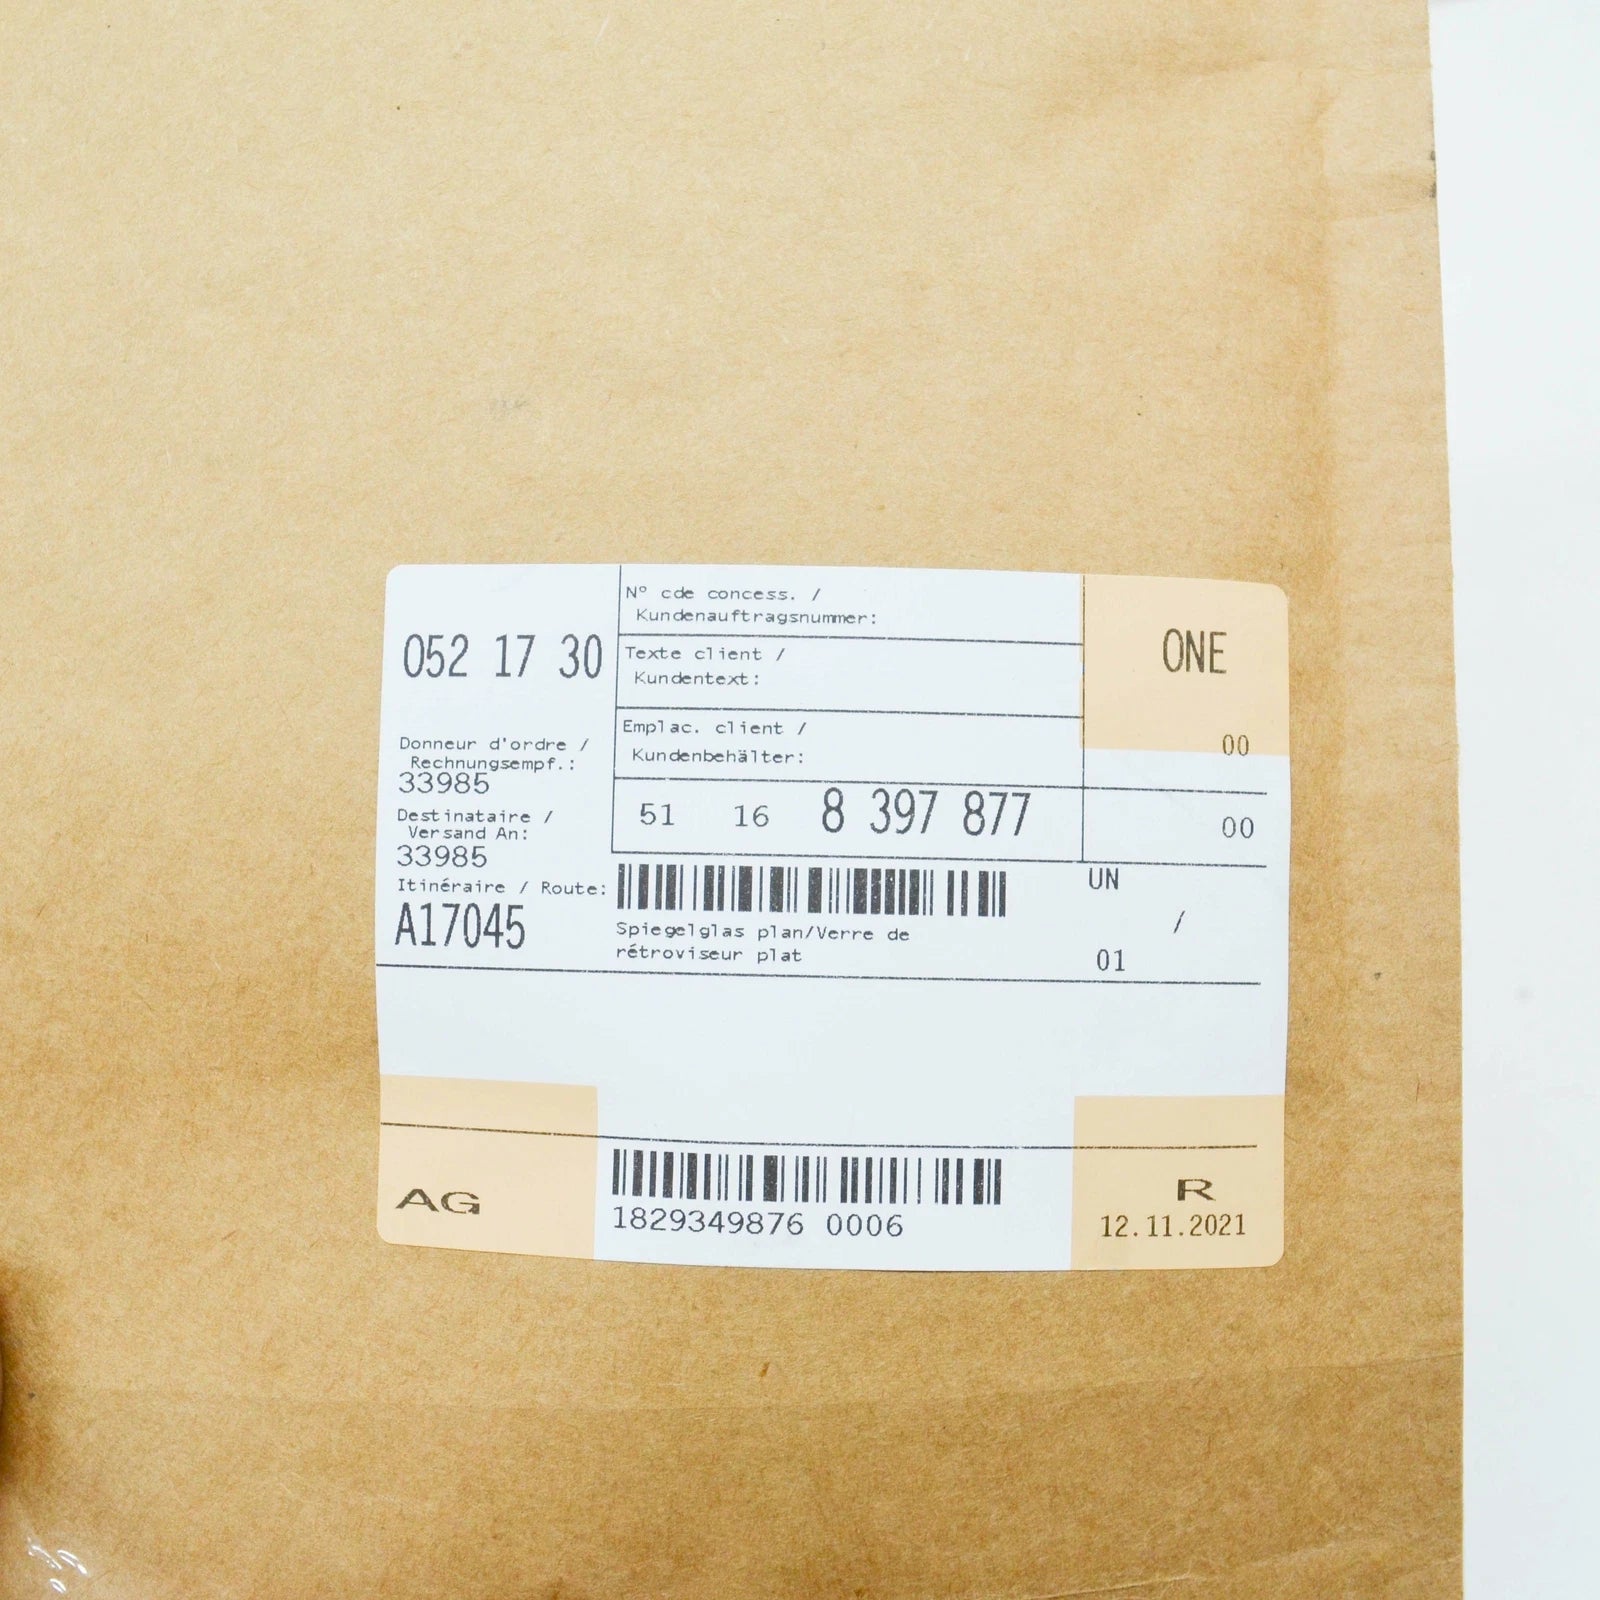 052 17 30
N° cde concess. /
Kundenauftragsnummer:
Texte client /
Kundentext:
Emplac. client /
Kundenbehälter:
ONE
00
Donneur d'ordre /
Rechnungsempf.:
33985
Destinataire /
Versand An:
33985
Itinéraire / Route:
A17045
51 16 8 397 877
00
Spiegelglas plan/Verre de
rétroviseur plat
UN
/
01
AG
1829349876 0006
R
12.11.2021